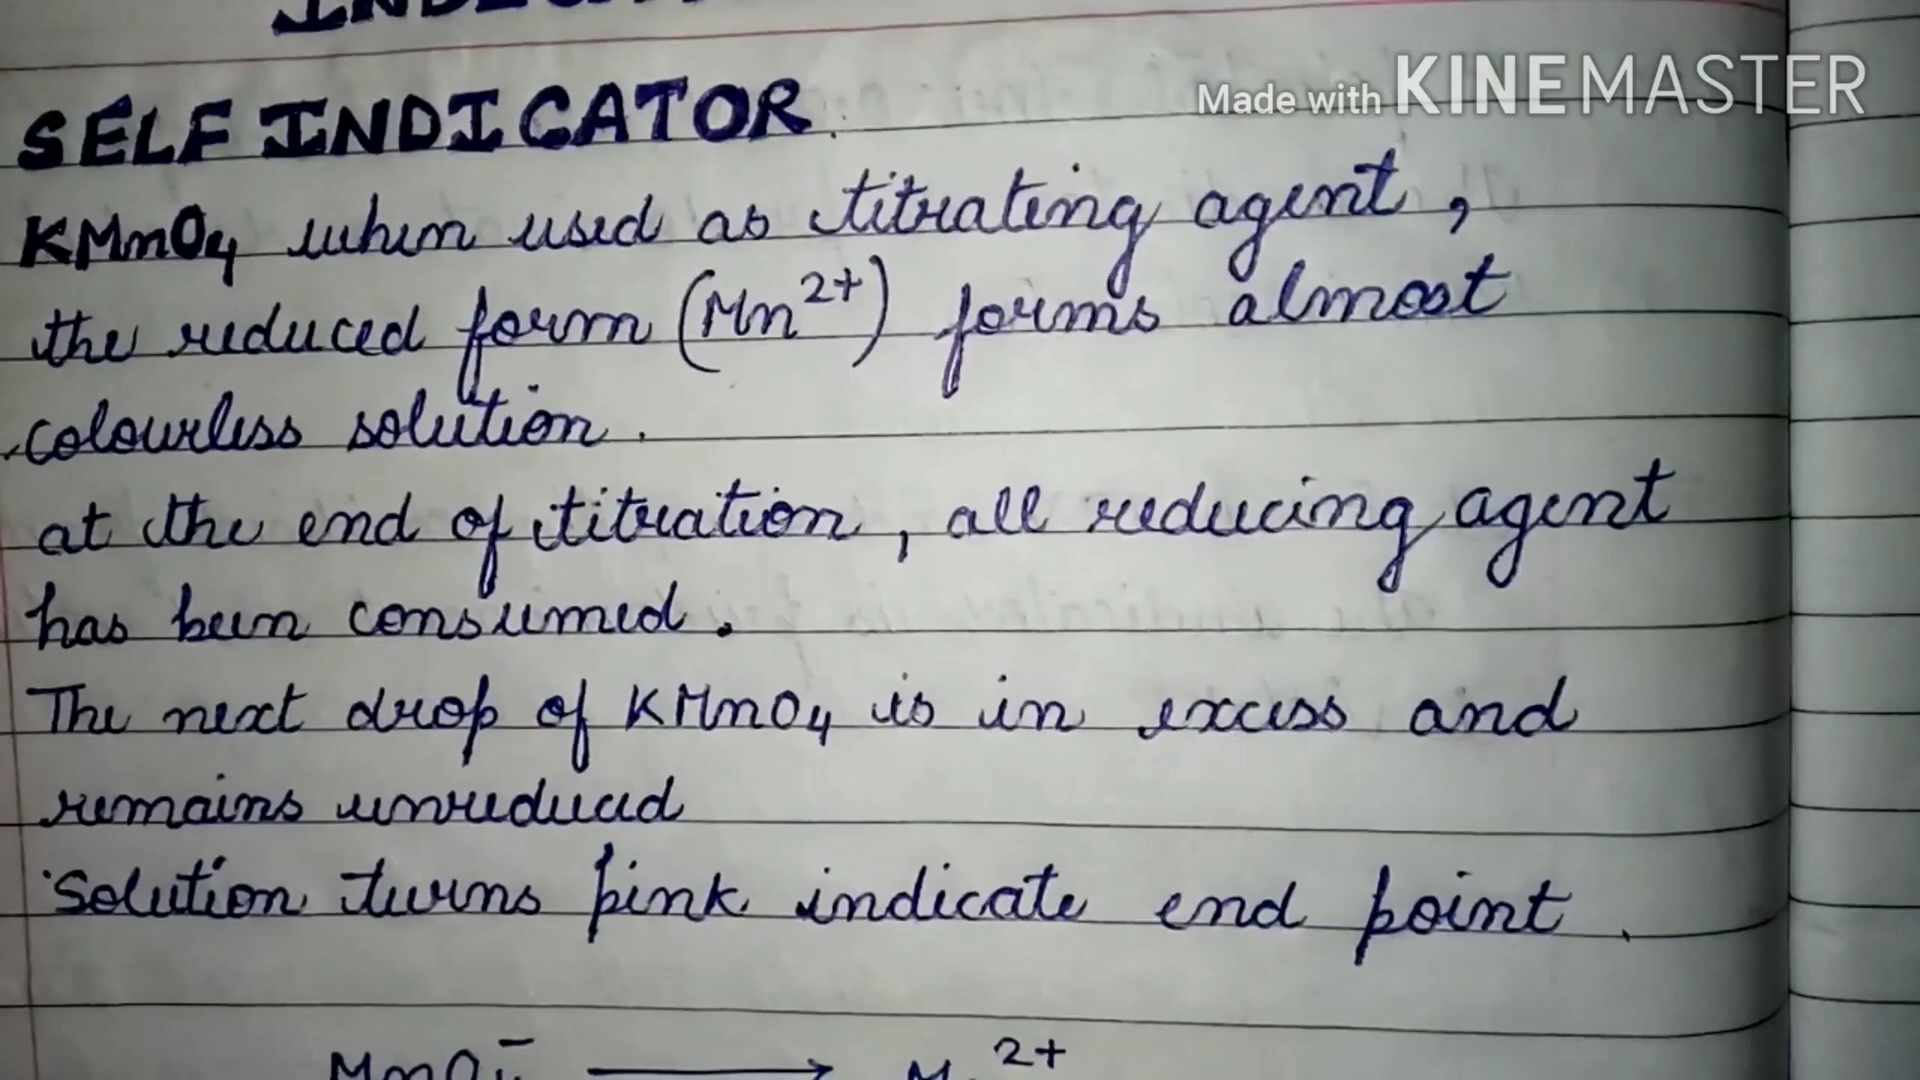 SELF INDICATOR
Made with KINEMASTER
KMnO4 when used as titrating agent,
the reduced form (Mn2+) forms almost
colourless solution.
at the end of titration, all reducing agent
has been consumed.
The next drop of KMnO4 is in excess and
remains unreduced
Solution turns pink indicate end point.
MnO4- → Mn2+